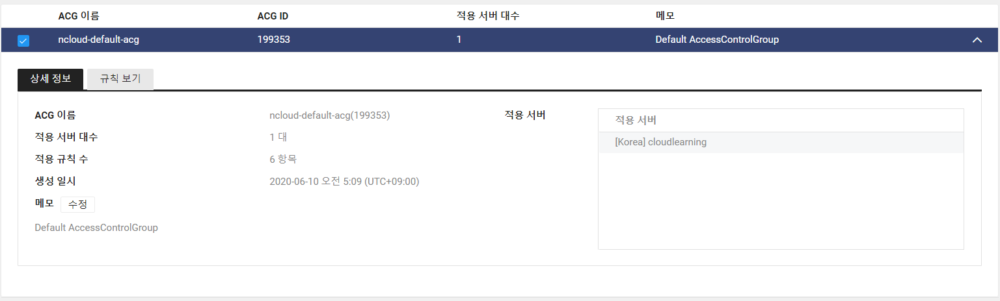 ACG 이름 ACG ID 적용 서버 대수 메모
ncloud-default-acg 199353 1 Default AccessControlGroup
상세 정보 규칙 보기
ACG 이름 ncloud-default-acg(199353) 적용 서버 적용 서버
적용 서버 대수 1 대 [Korea] cloudlearning
적용 규칙 수 6 항목
생성 일시 2020-06-10 오전 5:09 (UTC+09:00)
메모 수정
Default AccessControlGroup